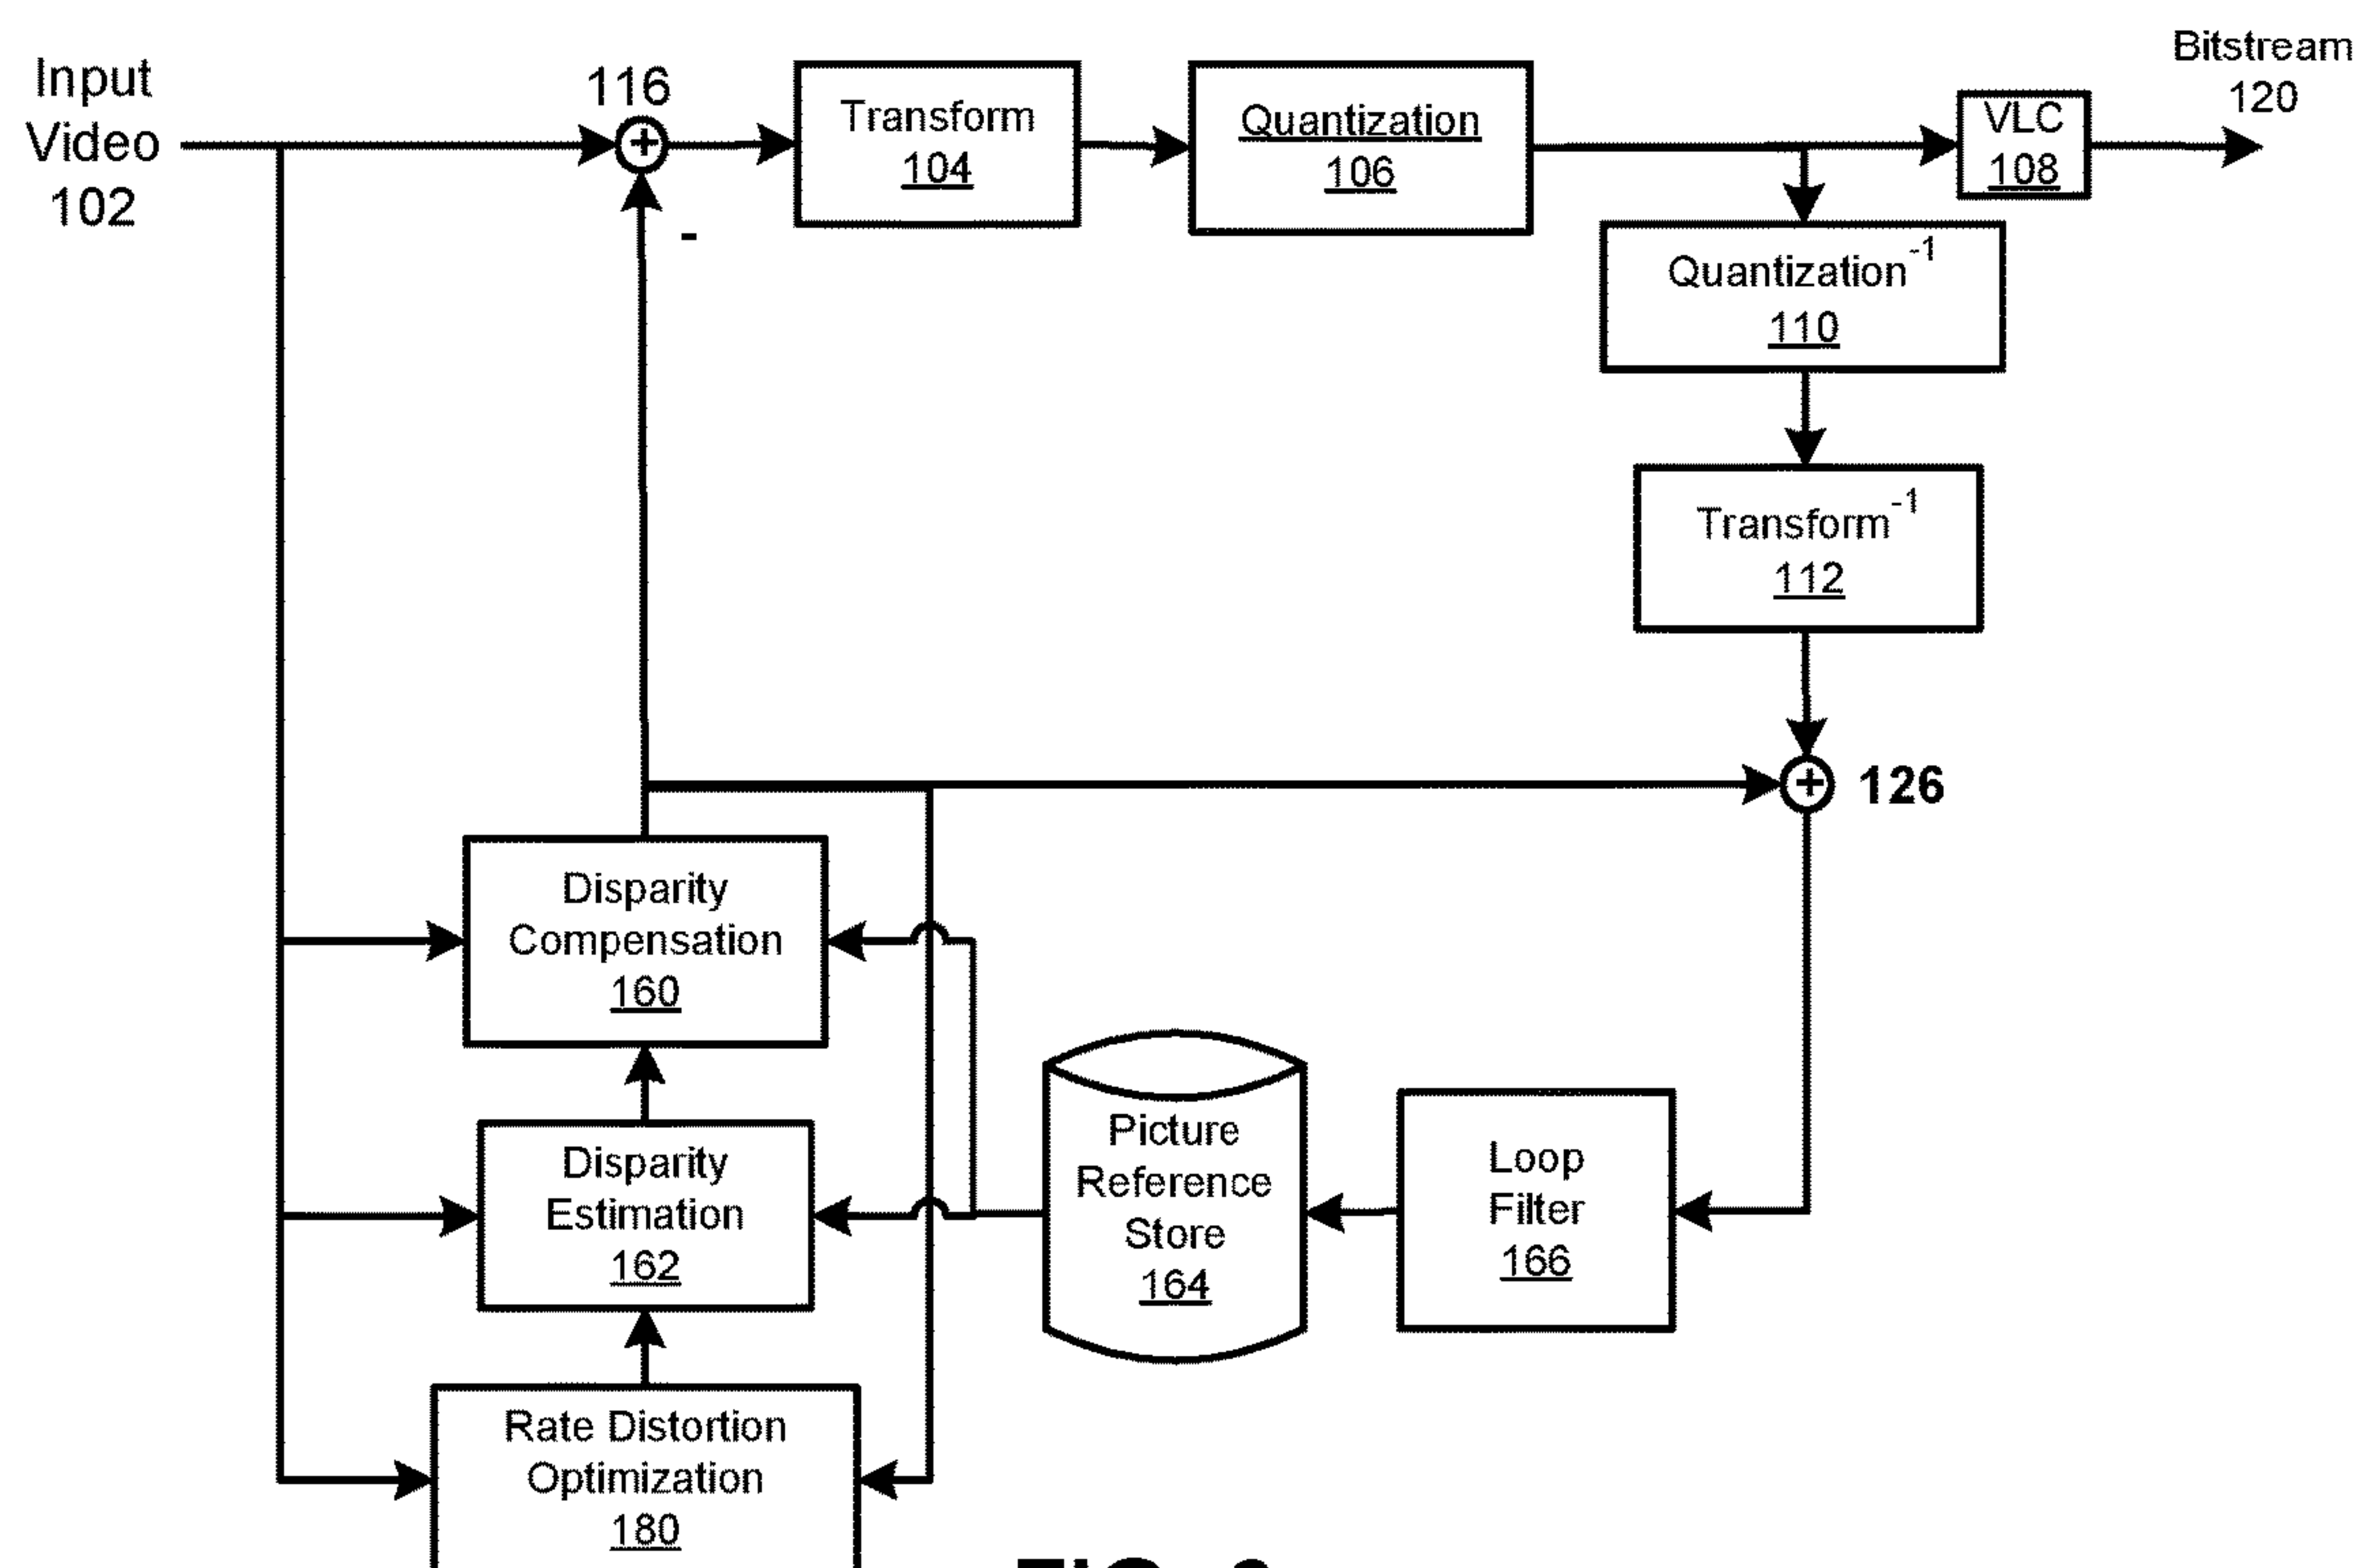 Input
Video
102
116
+
-
Transform
104
Quantization
106
VLC
108
Bitstream
120
Quantization-1
110
Transform-1
112
+
126
Disparity
Compensation
160
Disparity
Estimation
162
Picture
Reference
Store
164
Loop
Filter
166
Rate Distortion
Optimization
180